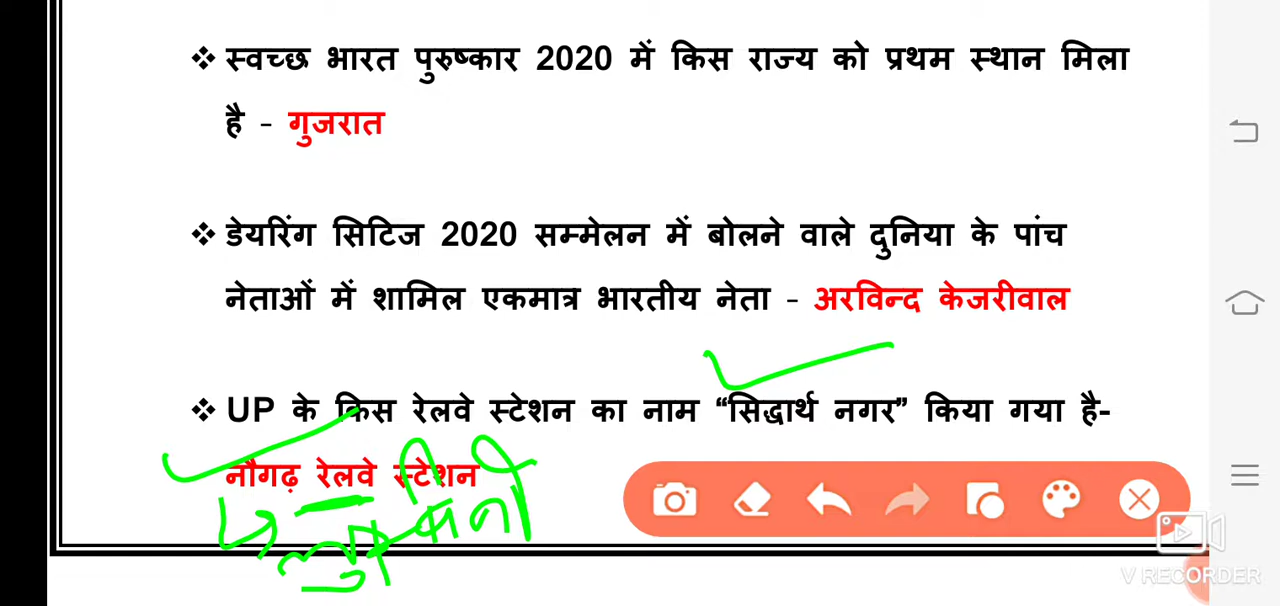 ❖ स्वच्छ भारत पुरुष्कार 2020 में किस राज्य को प्रथम स्थान मिला
है - गुजरात
❖ डेयरिंग सिटिज 2020 सम्मेलन में बोलने वाले दुनिया के पांच
नेताओं में शामिल एकमात्र भारतीय नेता - अरविन्द केजरीवाल
❖ UP के किस रेलवे स्टेशन का नाम “सिद्धार्थ नगर” किया गया है-
नौगढ़ रेलवे स्टेशन
V RECORDER